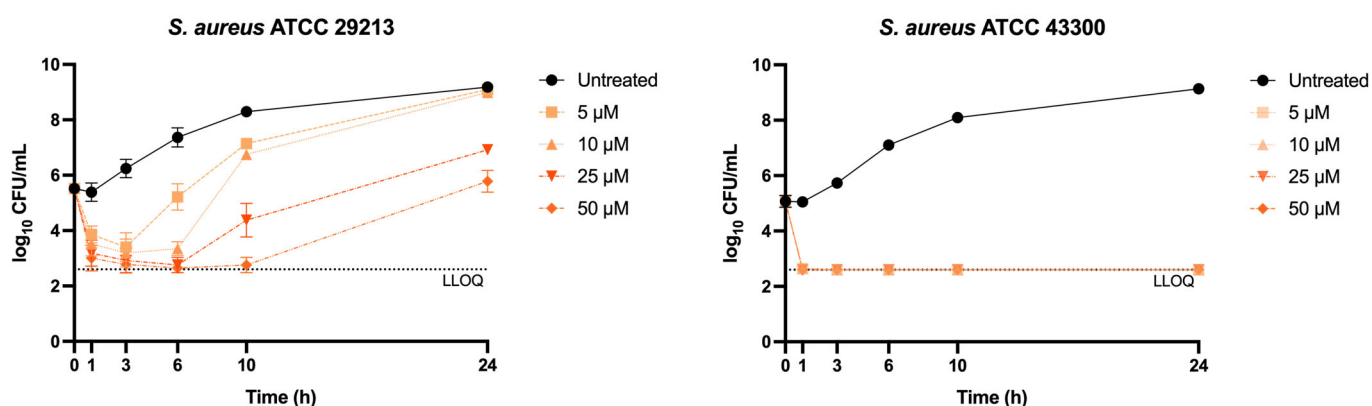 S. aureus ATCC 29213
log10 CFU/mL
10
8
6
4
2
0
0 1 3 6 10 24
Time (h)
LLOQ
Untreated
5 µM
10 µM
25 µM
50 µM
S. aureus ATCC 43300
log10 CFU/mL
10
8
6
4
2
0
0 1 3 6 10 24
Time (h)
LLOQ
Untreated
5 µM
10 µM
25 µM
50 µM